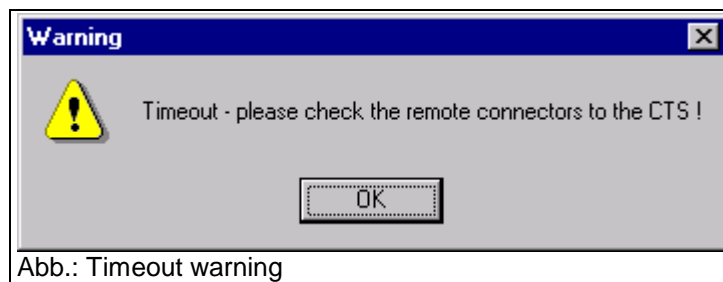 Warning
Timeout - please check the remote connectors to the CTS !
OK
Abb.: Timeout warning